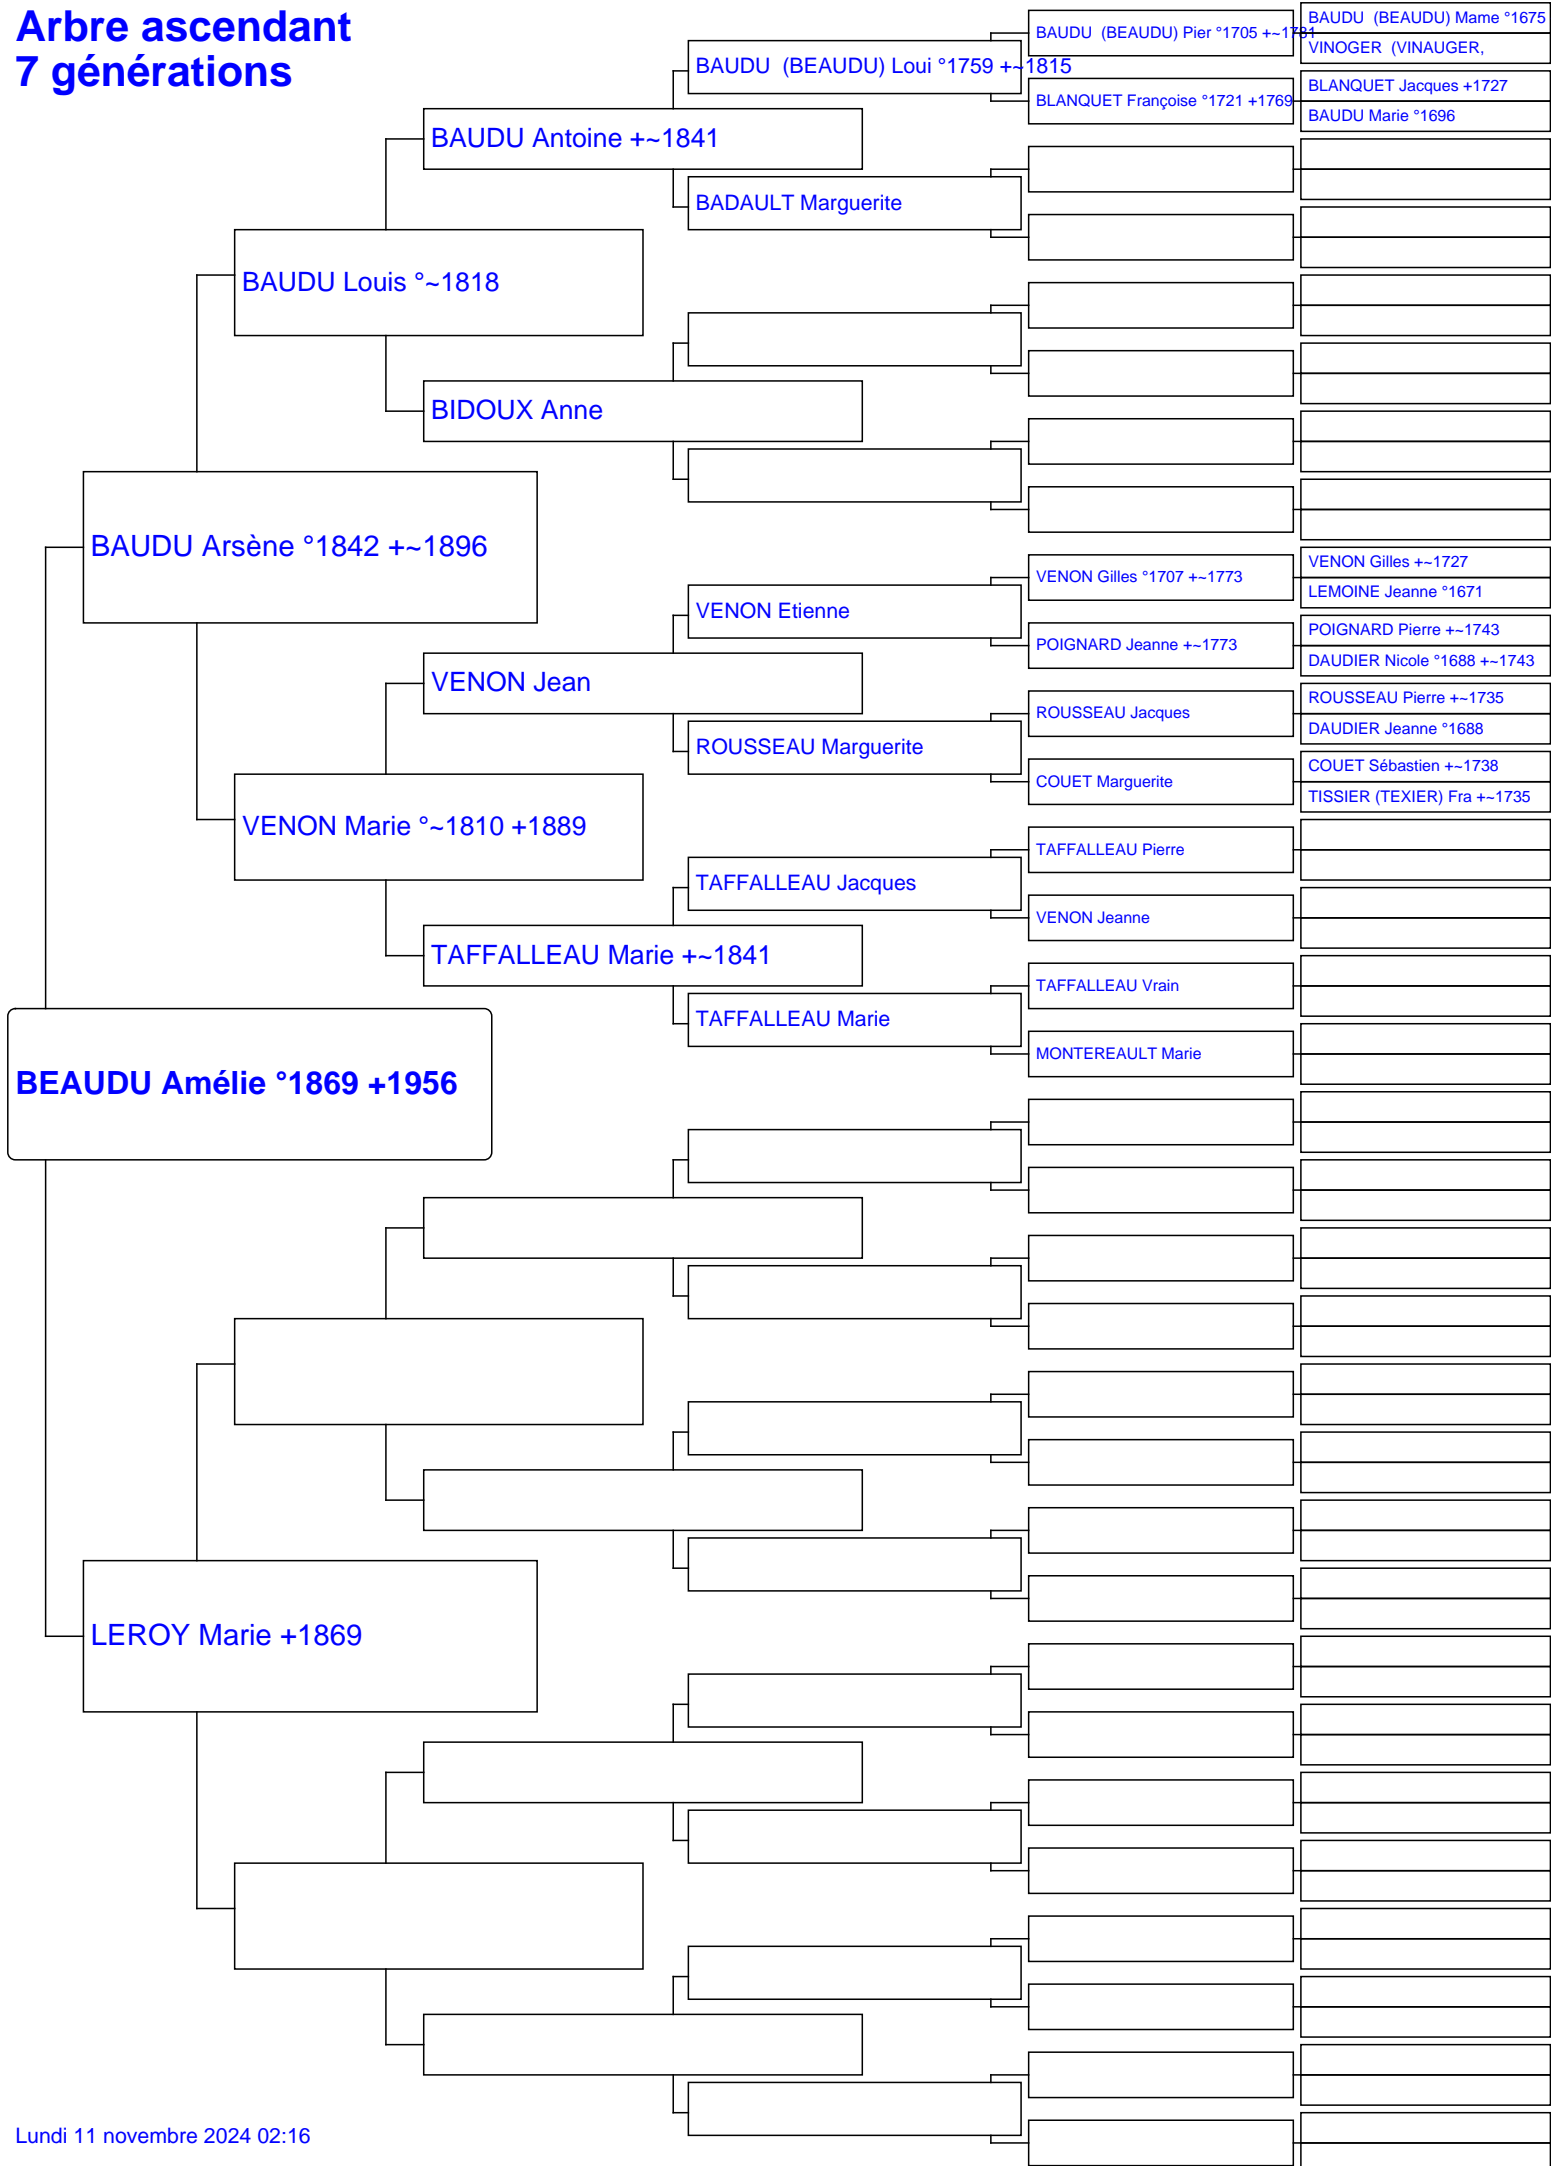 Arbre ascendant
7 générations
BAUDU (BEAUDU) Mame °1675
BAUDU (BEAUDU) Pier °1705 +~1781
VINOGER (VINAUGER,
BAUDU (BEAUDU) Loui °1759 +~1815
BLANQUET Jacques +1727
BLANQUET Françoise °1721 +1769
BAUDU Marie °1696
BAUDU Antoine +~1841
BADAULT Marguerite
BAUDU Louis °~1818
BIDOUX Anne
BAUDU Arsène °1842 +~1896
VENON Gilles +~1727
VENON Gilles °1707 +~1773
LEMOINE Jeanne °1671
VENON Etienne
POIGNARD Pierre +~1743
POIGNARD Jeanne +~1773
DAUDIER Nicole °1688 +~1743
VENON Jean
ROUSSEAU Pierre +~1735
ROUSSEAU Jacques
DAUDIER Jeanne °1688
ROUSSEAU Marguerite
COUET Sébastien +~1738
COUET Marguerite
TISSIER (TEXIER) Fra +~1735
VENON Marie °~1810 +1889
TAFFALLEAU Pierre
TAFFALLEAU Jacques
VENON Jeanne
TAFFALLEAU Marie +~1841
TAFFALLEAU Vrain
TAFFALLEAU Marie
MONTEREAULT Marie
BEAUDU Amélie °1869 +1956
LEROY Marie +1869
Lundi 11 novembre 2024 02:16